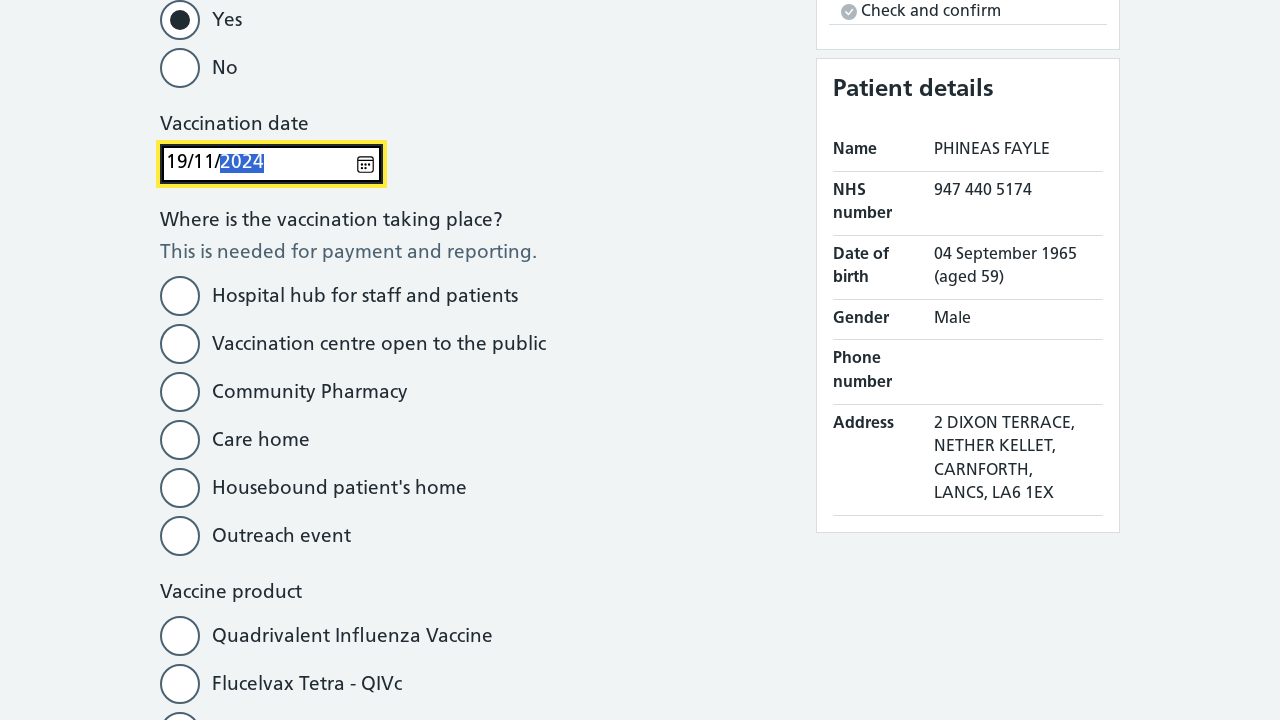 Yes
No
Vaccination date
19/11/2024
Where is the vaccination taking place?
This is needed for payment and reporting.
Hospital hub for staff and patients
Vaccination centre open to the public
Community Pharmacy
Care home
Housebound patient's home
Outreach event
Vaccine product
Quadrivalent Influenza Vaccine
Flucelvax Tetra - QIVc
Check and confirm
Patient details
Name PHINEAS FAYLE
NHS number 947 440 5174
Date of birth 04 September 1965 (aged 59)
Gender Male
Phone number
Address 2 DIXON TERRACE,
NETHER KELLET,
CARNFORTH,
LANCS, LA6 1EX